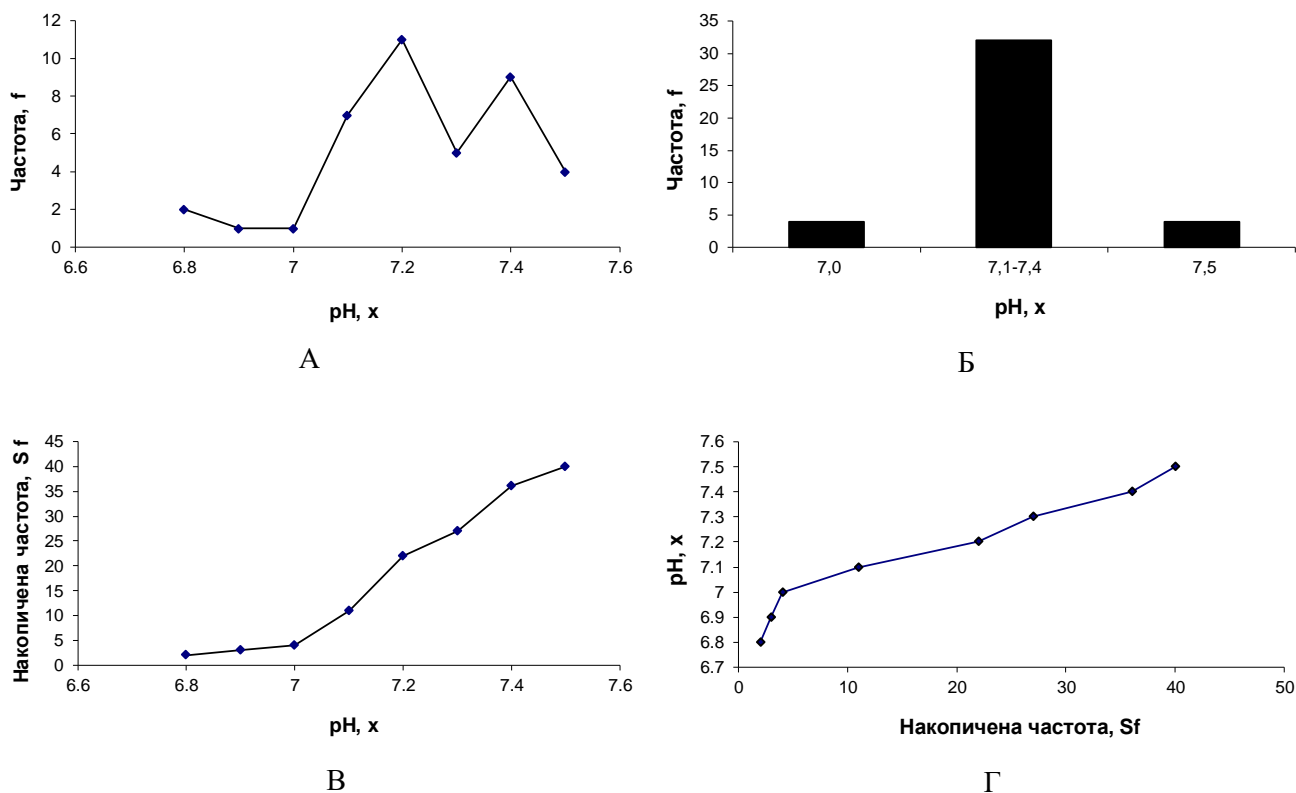 Частота, f
12
10
8
6
4
2
0
6.6 6.8 7 7.2 7.4 7.6
pH, x
А
Частота, f
35
30
25
20
15
10
5
0
7,0 7,1-7,4 7,5
pH, x
Б
Накопичена частота, S f
45
40
35
30
25
20
15
10
5
0
6.6 6.8 7 7.2 7.4 7.6
pH, x
В
pH, x
7.6
7.5
7.4
7.3
7.2
7.1
7
6.9
6.8
6.7
0 10 20 30 40 50
Накопичена частота, Sf
Г